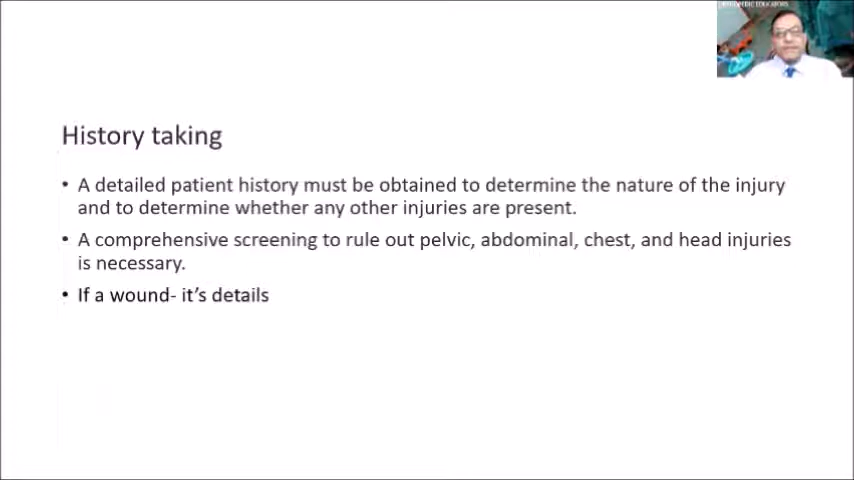 ORTHOPEDIC EDUCATORS
History taking
• A detailed patient history must be obtained to determine the nature of the injury
and to determine whether any other injuries are present.
• A comprehensive screening to rule out pelvic, abdominal, chest, and head injuries
is necessary.
• If a wound- it’s details